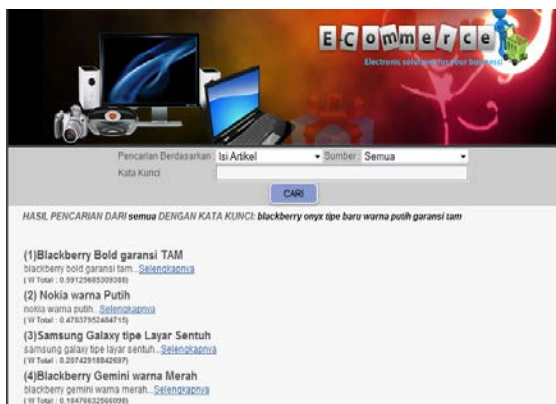 E-Commerce
Electronic solutions for your business!
Pencarian Berdasarkan : Isi Artikel Sumber : Semua
Kata Kunci
CARI
HASIL PENCARIAN DARI semua DENGAN KATA KUNCI: blackberry onyx tipe baru warna putih garansi tam
(1)Blackberry Bold garansi TAM
blackberry bold garansi tam...Selengkapnya
( W Total : 0.59129685309388)
(2) Nokia warna Putih
nokia warna putih...Selengkapnya
( W Total : 0.47837952484715)
(3)Samsung Galaxy tipe Layar Sentuh
samsung galaxy tipe layar sentuh...Selengkapnya
( W Total : 0.20742918842697)
(4)Blackberry Gemini warna Merah
blackberry gemini warna merah...Selengkapnya
( W Total : 0.18476632566098)